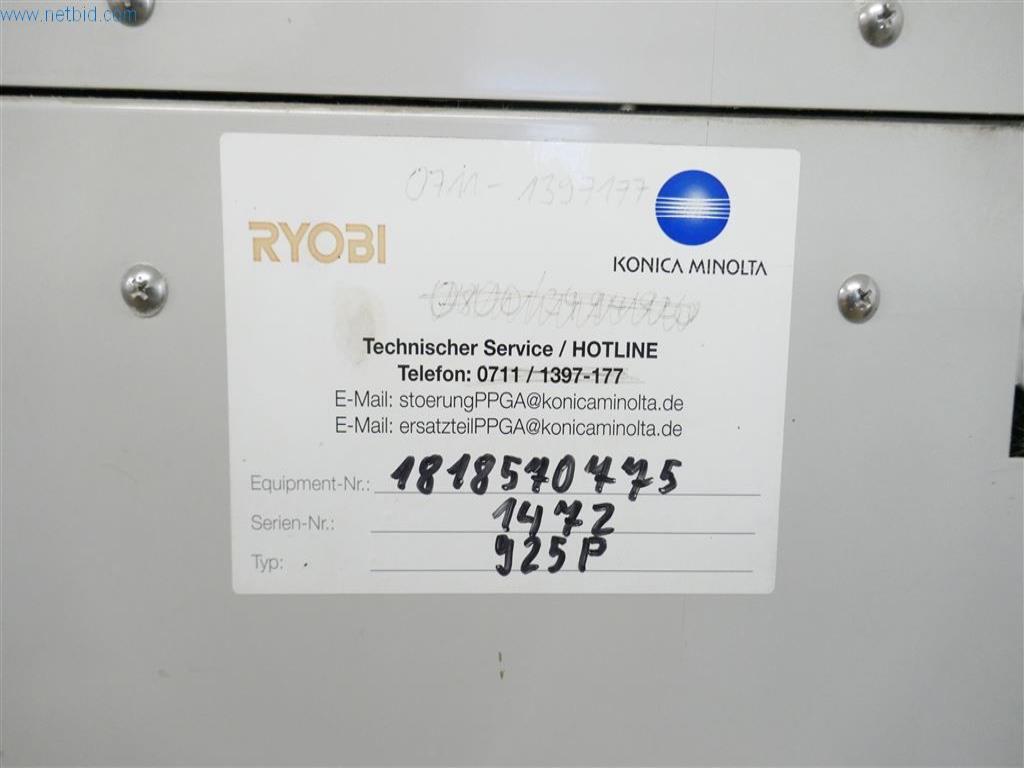 www.netbid.com
0711 - 1397177
RYOBI
KONICA MINOLTA
Technischer Service / HOTLINE
Telefon: 0711 / 1397-177
E-Mail: stoerungPPGA@konicaminolta.de
E-Mail: ersatzteilPPGA@konicaminolta.de
Equipment-Nr.: 1818570775
Serien-Nr.: 1472
Typ: 925P